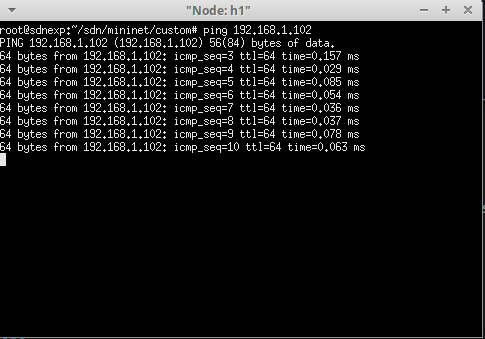 "Node: h1"
root@sdnexp:~/sdn/mininet/custom# ping 192.168.1.102
PING 192.168.1.102 (192.168.1.102) 56(84) bytes of data.
64 bytes from 192.168.1.102: icmp_seq=3 ttl=64 time=0.157 ms
64 bytes from 192.168.1.102: icmp_seq=4 ttl=64 time=0.029 ms
64 bytes from 192.168.1.102: icmp_seq=5 ttl=64 time=0.085 ms
64 bytes from 192.168.1.102: icmp_seq=6 ttl=64 time=0.054 ms
64 bytes from 192.168.1.102: icmp_seq=7 ttl=64 time=0.036 ms
64 bytes from 192.168.1.102: icmp_seq=8 ttl=64 time=0.037 ms
64 bytes from 192.168.1.102: icmp_seq=9 ttl=64 time=0.078 ms
64 bytes from 192.168.1.102: icmp_seq=10 ttl=64 time=0.063 ms